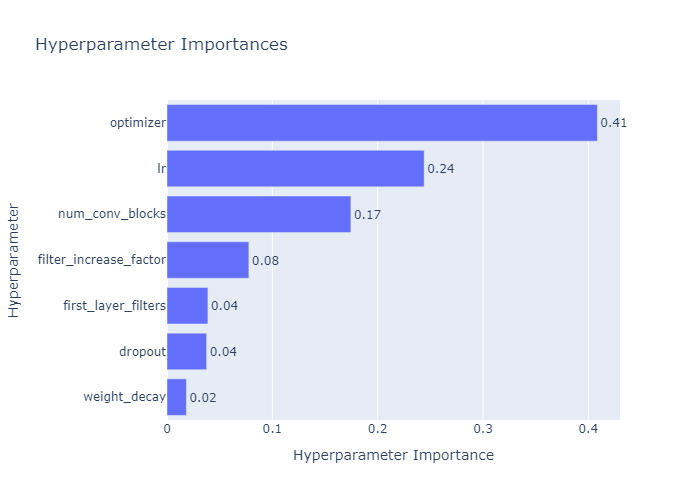 Hyperparameter Importances
Hyperparameter
optimizer
0.41
lr
0.24
num_conv_blocks
0.17
filter_increase_factor
0.08
first_layer_filters
0.04
dropout
0.04
weight_decay
0.02
0 0.1 0.2 0.3 0.4
Hyperparameter Importance